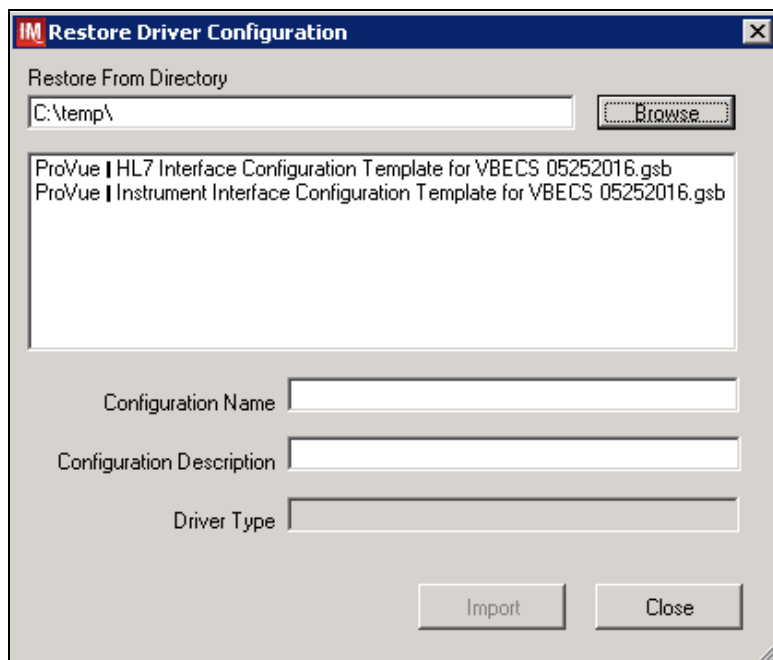 IM Restore Driver Configuration
Restore From Directory
C:\temp\
Browse
ProVue | HL7 Interface Configuration Template for VBECS 05252016.gsb
ProVue | Instrument Interface Configuration Template for VBECS 05252016.gsb
Configuration Name
Configuration Description
Driver Type
Import
Close